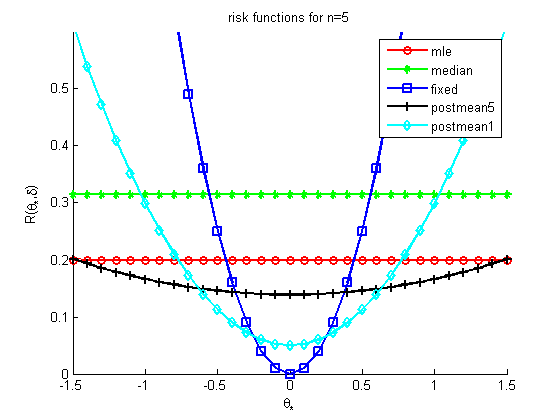 risk functions for n=5
mle
median
fixed
postmean5
postmean1
R(θ*,δ)
0.5
0.4
0.3
0.2
0.1
0
-1.5 -1 -0.5 0 0.5 1 1.5
θ*